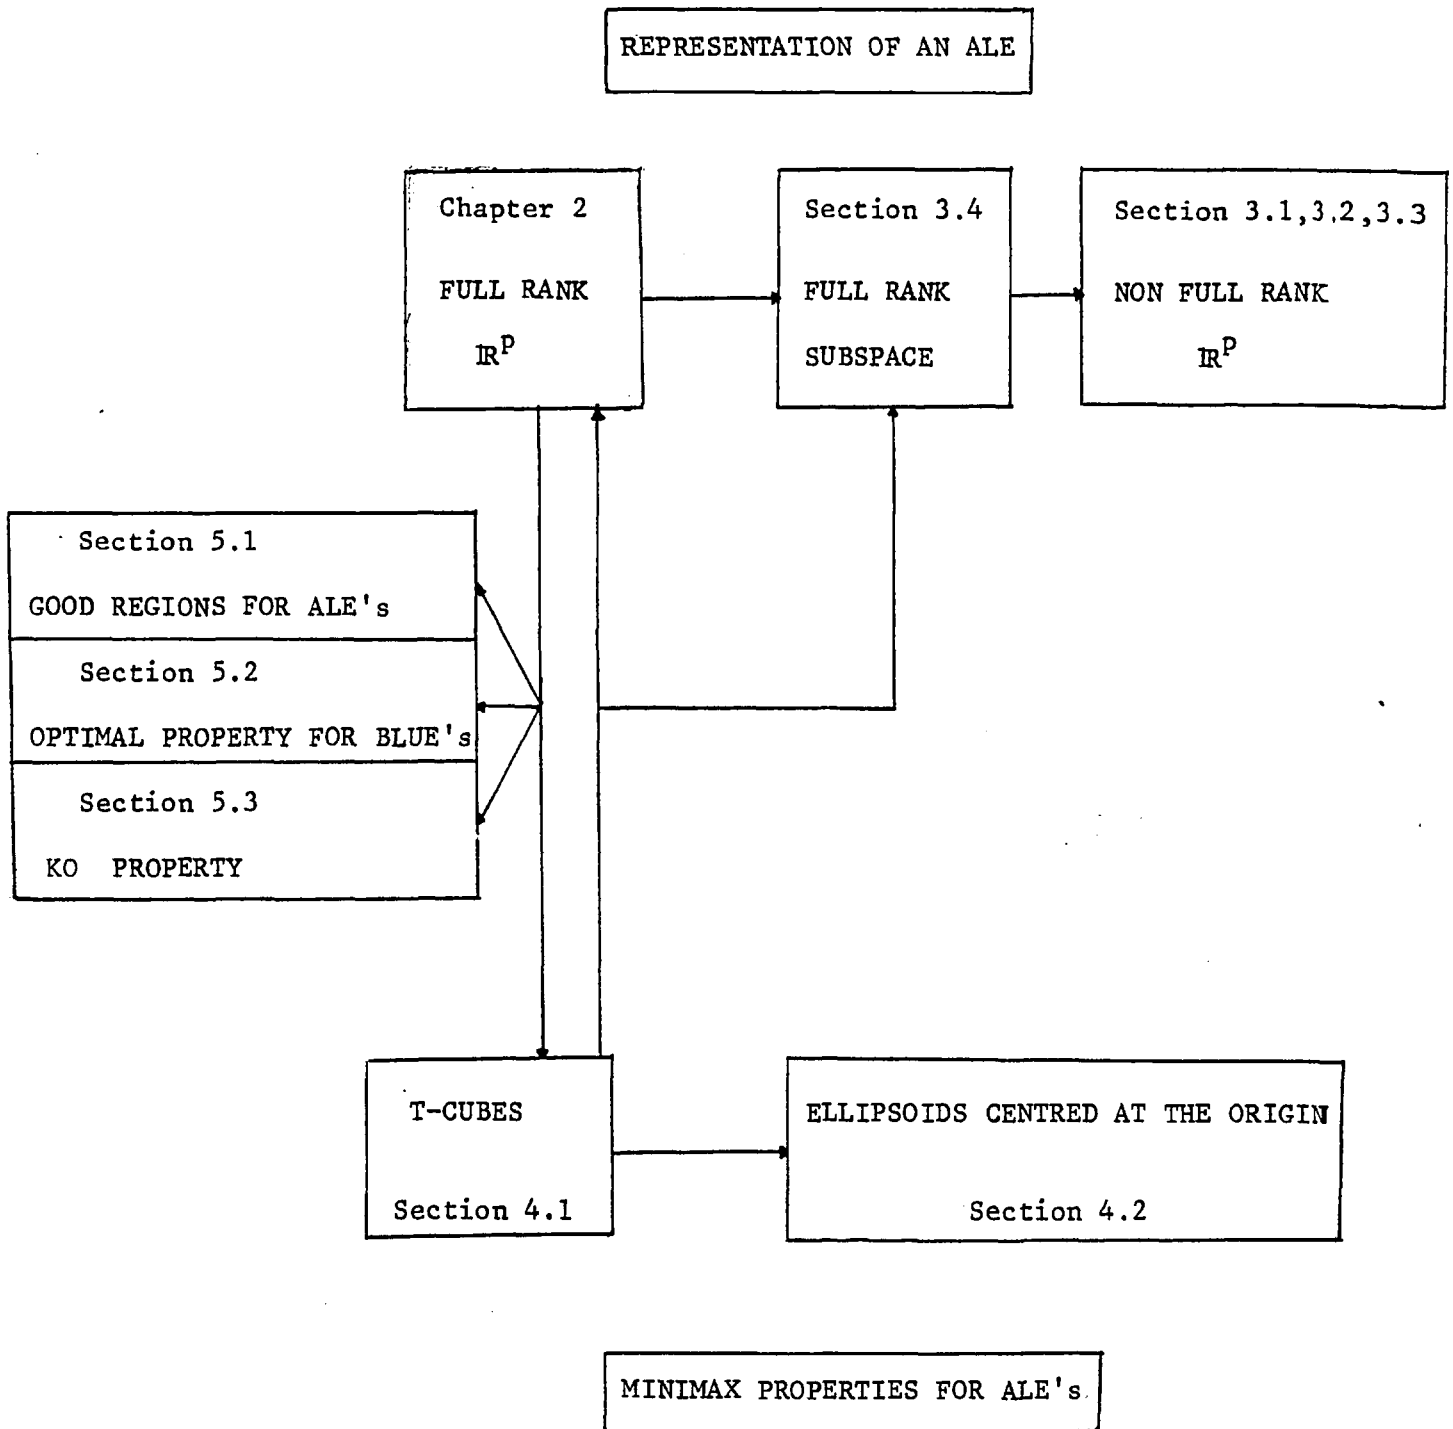 REPRESENTATION OF AN ALE
Chapter 2
FULL RANK
ℝᵖ
Section 3.4
FULL RANK
SUBSPACE
Section 3.1,3.2,3.3
NON FULL RANK
ℝᵖ
Section 5.1
GOOD REGIONS FOR ALE's
Section 5.2
OPTIMAL PROPERTY FOR BLUE's
Section 5.3
KO PROPERTY
T-CUBES
Section 4.1
ELLIPSOIDS CENTRED AT THE ORIGIN
Section 4.2
MINIMAX PROPERTIES FOR ALE's